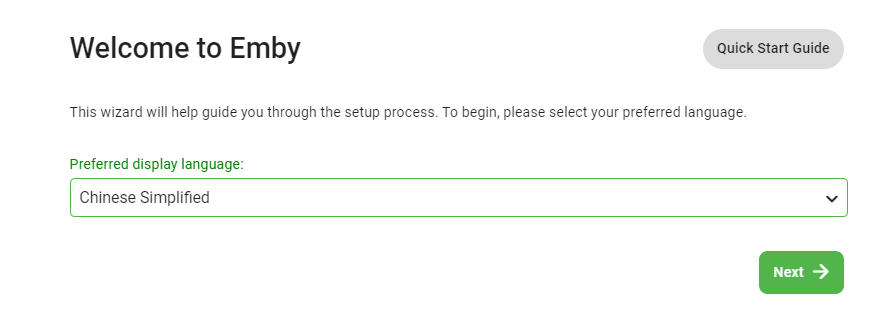 Welcome to Emby
Quick Start Guide
This wizard will help guide you through the setup process. To begin, please select your preferred language.
Preferred display language:
Chinese Simplified
Next